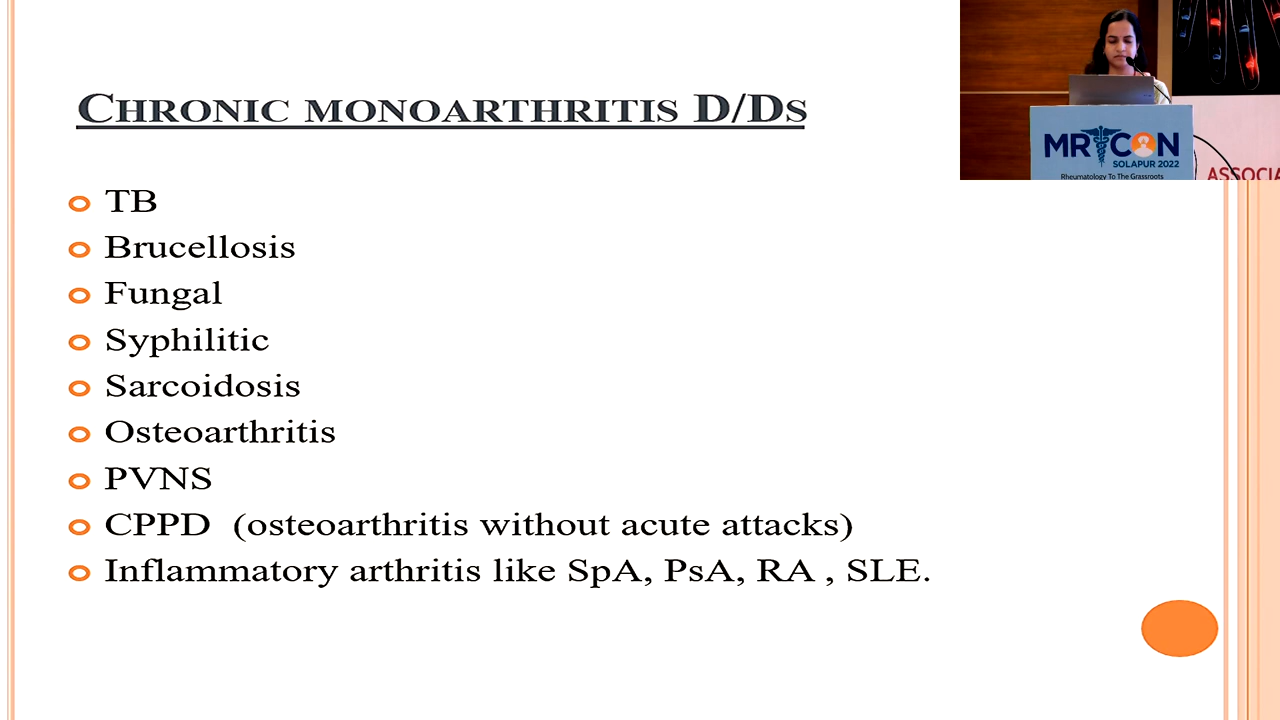 CHRONIC MONOARTHRITIS D/DS
TB
Brucellosis
Fungal
Syphilitic
Sarcoidosis
Osteoarthritis
PVNS
CPPD (osteoarthritis without acute attacks)
Inflammatory arthritis like SpA, PsA, RA , SLE.
MRCON
SOLAPUR 2022
Rheumatology To The Grassroots
ASSOCIA